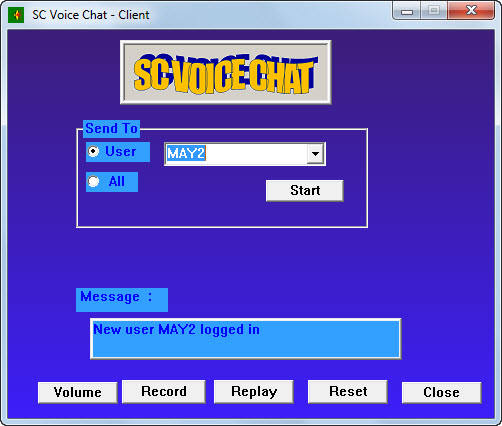 SC Voice Chat - Client
SC VOICE CHAT
Send To
User
MAY2
All
Start
Message :
New user MAY2 logged in
Volume
Record
Replay
Reset
Close